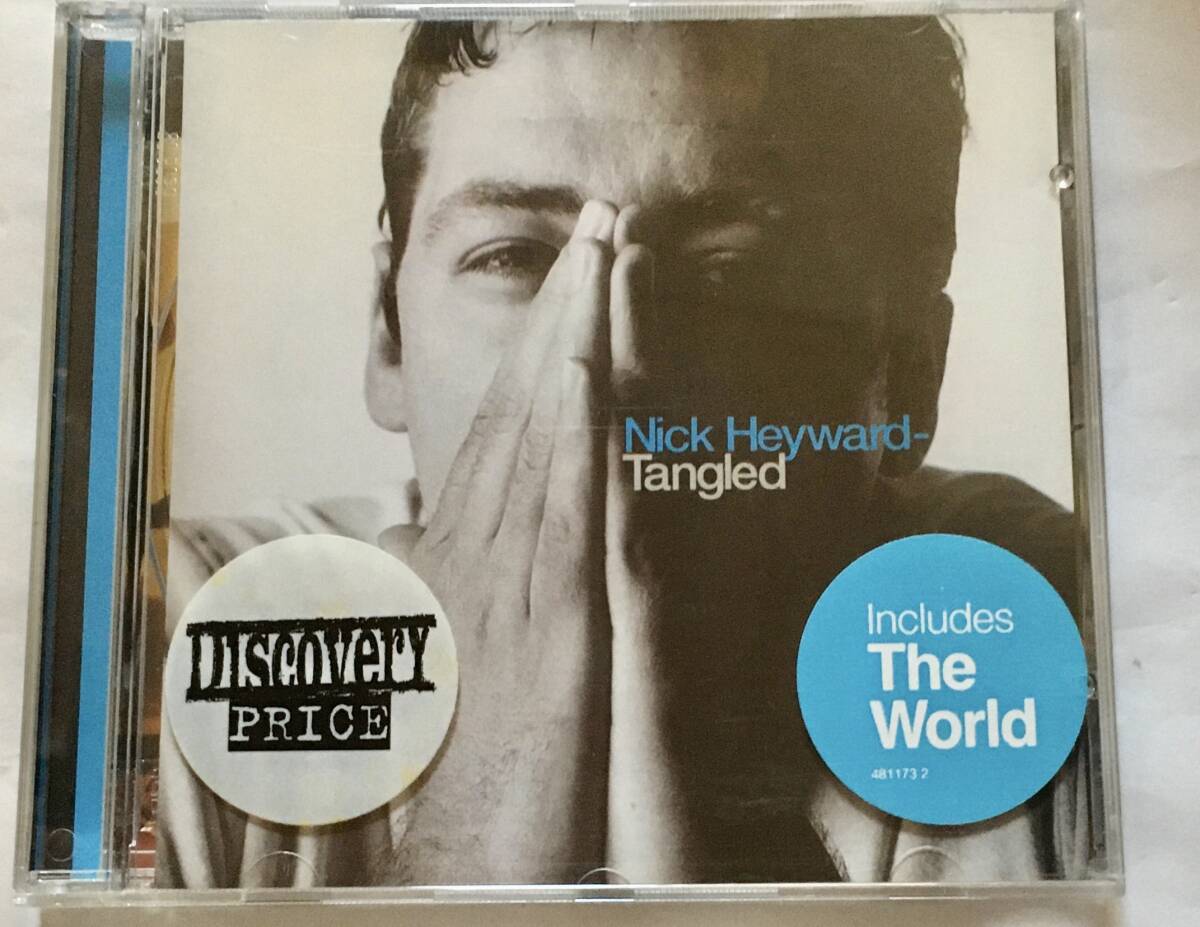 Nick Heyward-
Tangled
DISCOVERY
PRICE
Includes
The
World
481173 2